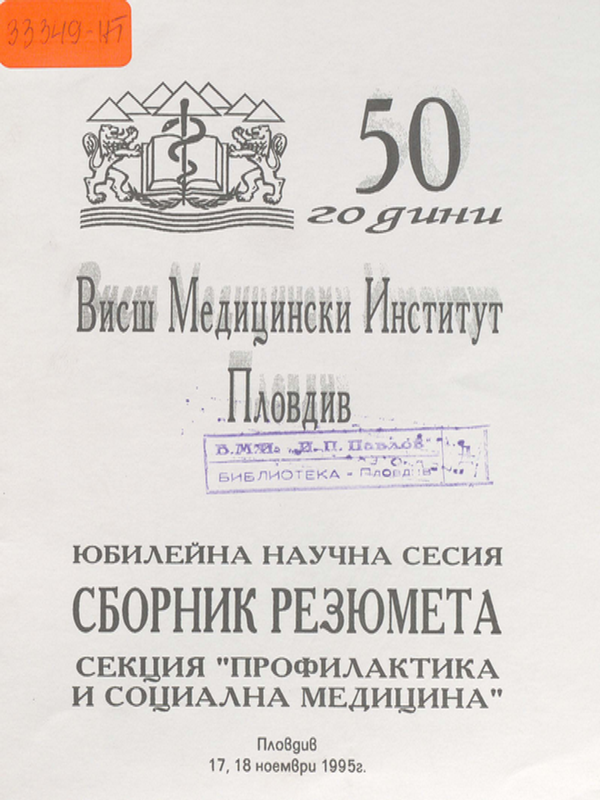 33349-НТ
50
години
Висш Медицински Институт
Пловдив
В.М.И. „И.П.Павлов"
БИБЛИОТЕКА - Пловдив
ЮБИЛЕЙНА НАУЧНА СЕСИЯ
СБОРНИК РЕЗЮМЕТА
СЕКЦИЯ "ПРОФИЛАКТИКА
И СОЦИАЛНА МЕДИЦИНА"
Пловдив
17, 18 ноември 1995г.